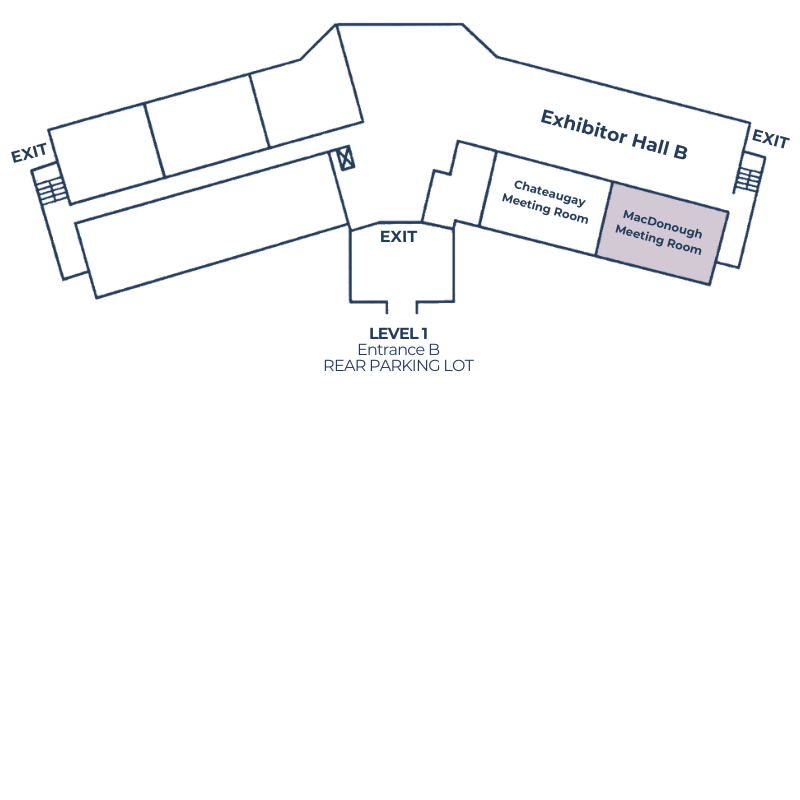 Exhibitor Hall B
EXIT
EXIT
Chateaugay
Meeting Room
MacDonough
Meeting Room
EXIT
LEVEL 1
Entrance B
REAR PARKING LOT